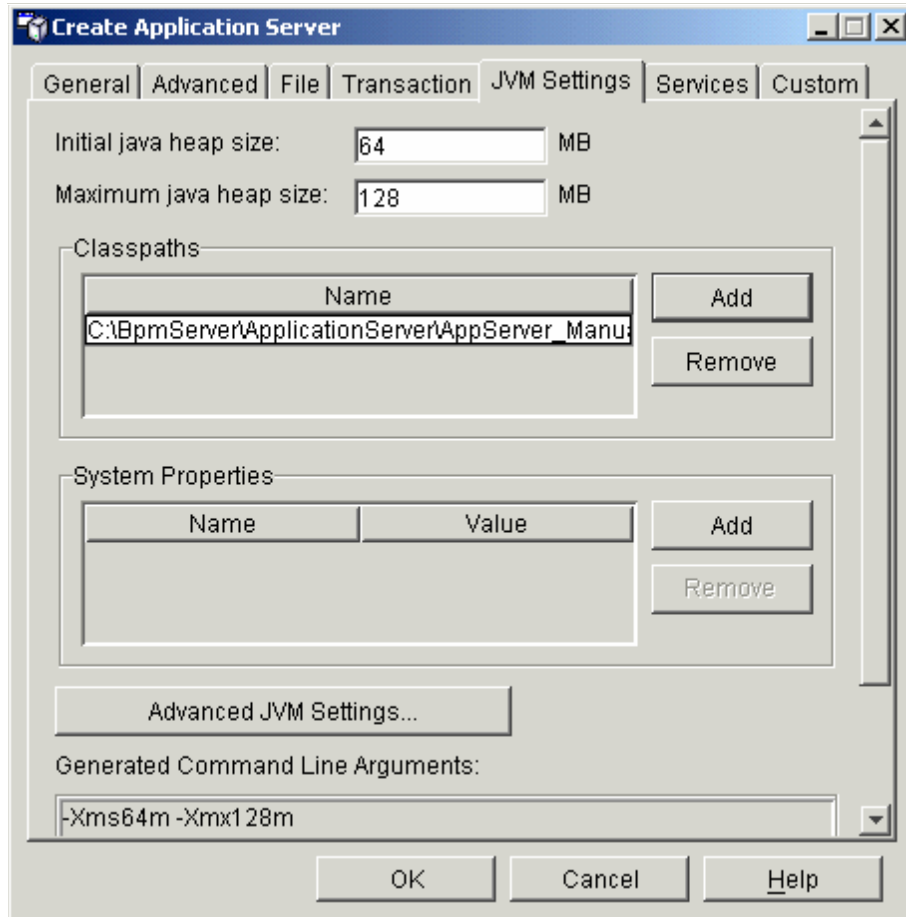 Create Application Server
General Advanced File Transaction JVM Settings Services Custom
Initial java heap size: 64 MB
Maximum java heap size: 128 MB
Classpaths
Name Add
C:\BpmServer\ApplicationServer\AppServer_Manua
Remove
System Properties
Name Value Add
Remove
Advanced JVM Settings...
Generated Command Line Arguments:
-Xms64m -Xmx128m
OK Cancel Help